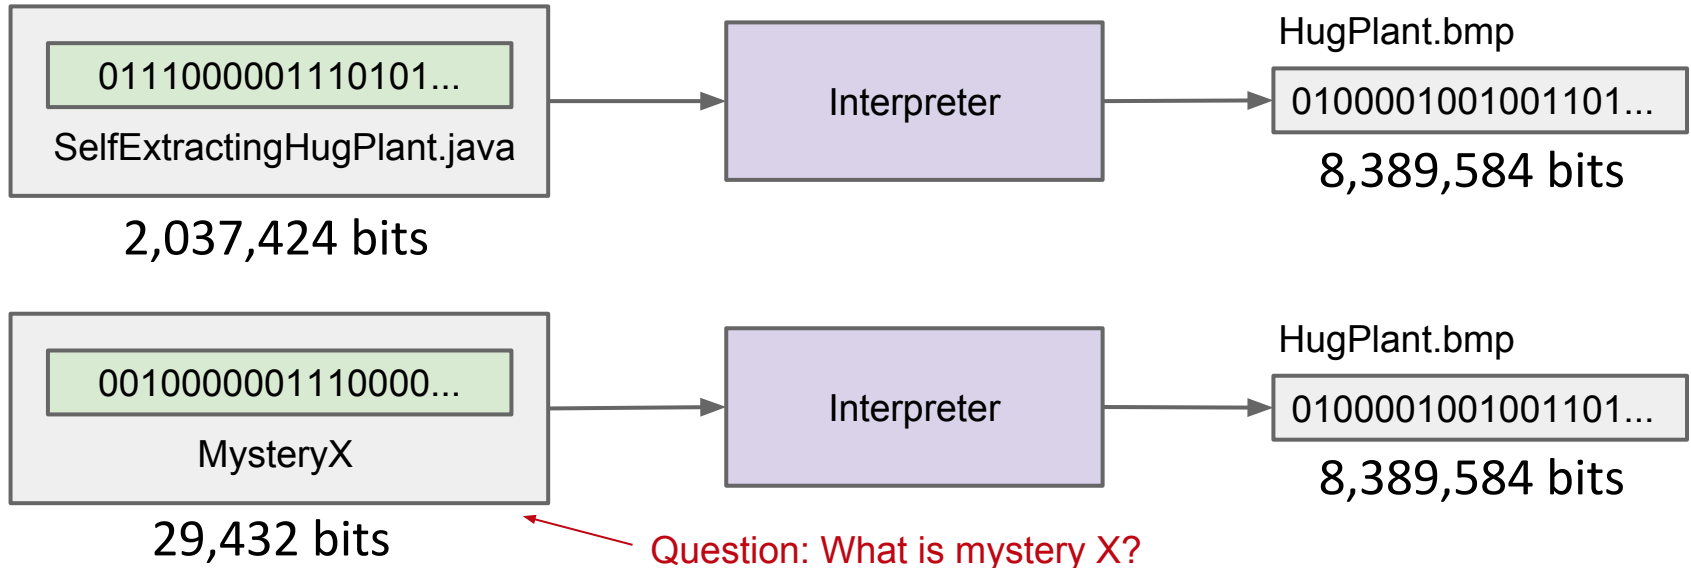 0111000001110101...
SelfExtractingHugPlant.java
2,037,424 bits
Interpreter
HugPlant.bmp
0100001001001101...
8,389,584 bits
0010000001110000...
MysteryX
29,432 bits
Interpreter
HugPlant.bmp
0100001001001101...
8,389,584 bits
Question: What is mystery X?